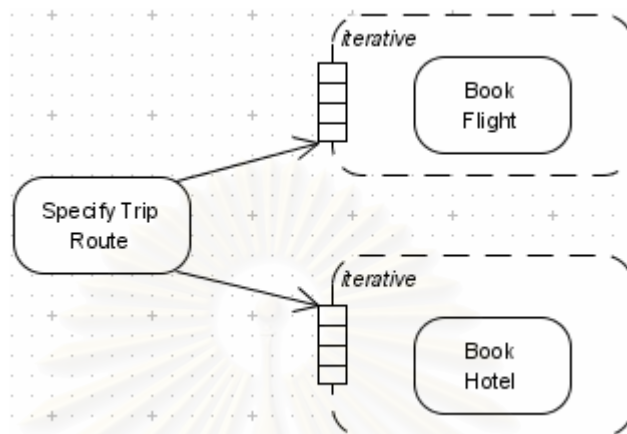 iterative
Book
Flight
Specify Trip
Route
iterative
Book
Hotel